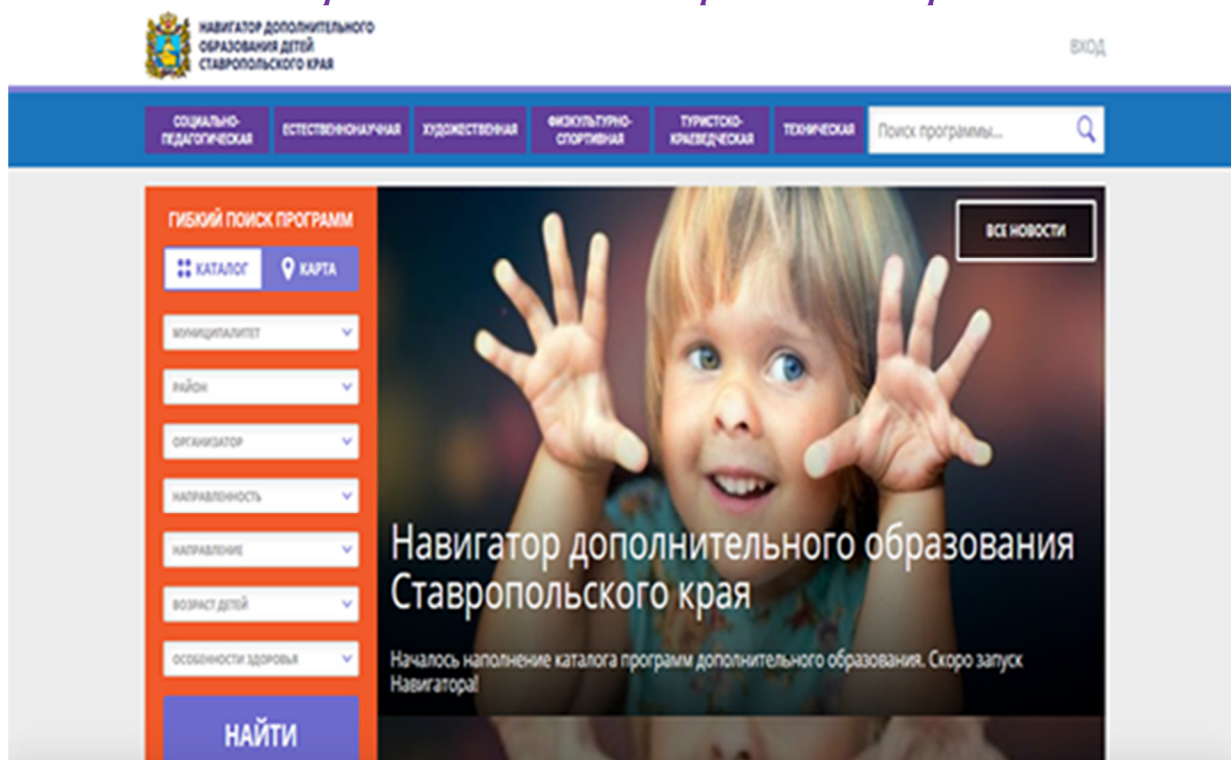 НАВИГАТОР ДОПОЛНИТЕЛЬНОГО
ОБРАЗОВАНИЯ ДЕТЕЙ
СТАВРОПОЛЬСКОГО КРАЯ
ВХОД
СОЦИАЛЬНО-
ПЕДАГОГИЧЕСКАЯ
ЕСТЕСТВЕННОНАУЧНАЯ
ХУДОЖЕСТВЕННАЯ
ФИЗКУЛЬТУРНО-
СПОРТИВНАЯ
ТУРИСТСКО-
КРАЕВЕДЧЕСКАЯ
ТЕХНИЧЕСКАЯ
Поиск программы...
ГИБКИЙ ПОИСК ПРОГРАММ
КАТАЛОГ
КАРТА
МУНИЦИПАЛИТЕТ
РАЙОН
ОРГАНИЗАТОР
НАПРАВЛЕННОСТЬ
НАПРАВЛЕНИЕ
ВОЗРАСТ ДЕТЕЙ
ОСОБЕННОСТИ ЗДОРОВЬЯ
НАЙТИ
ВСЕ НОВОСТИ
Навигатор дополнительного образования
Ставропольского края
Началось наполнение каталога программ дополнительного образования. Скоро запуск
Навигатора!